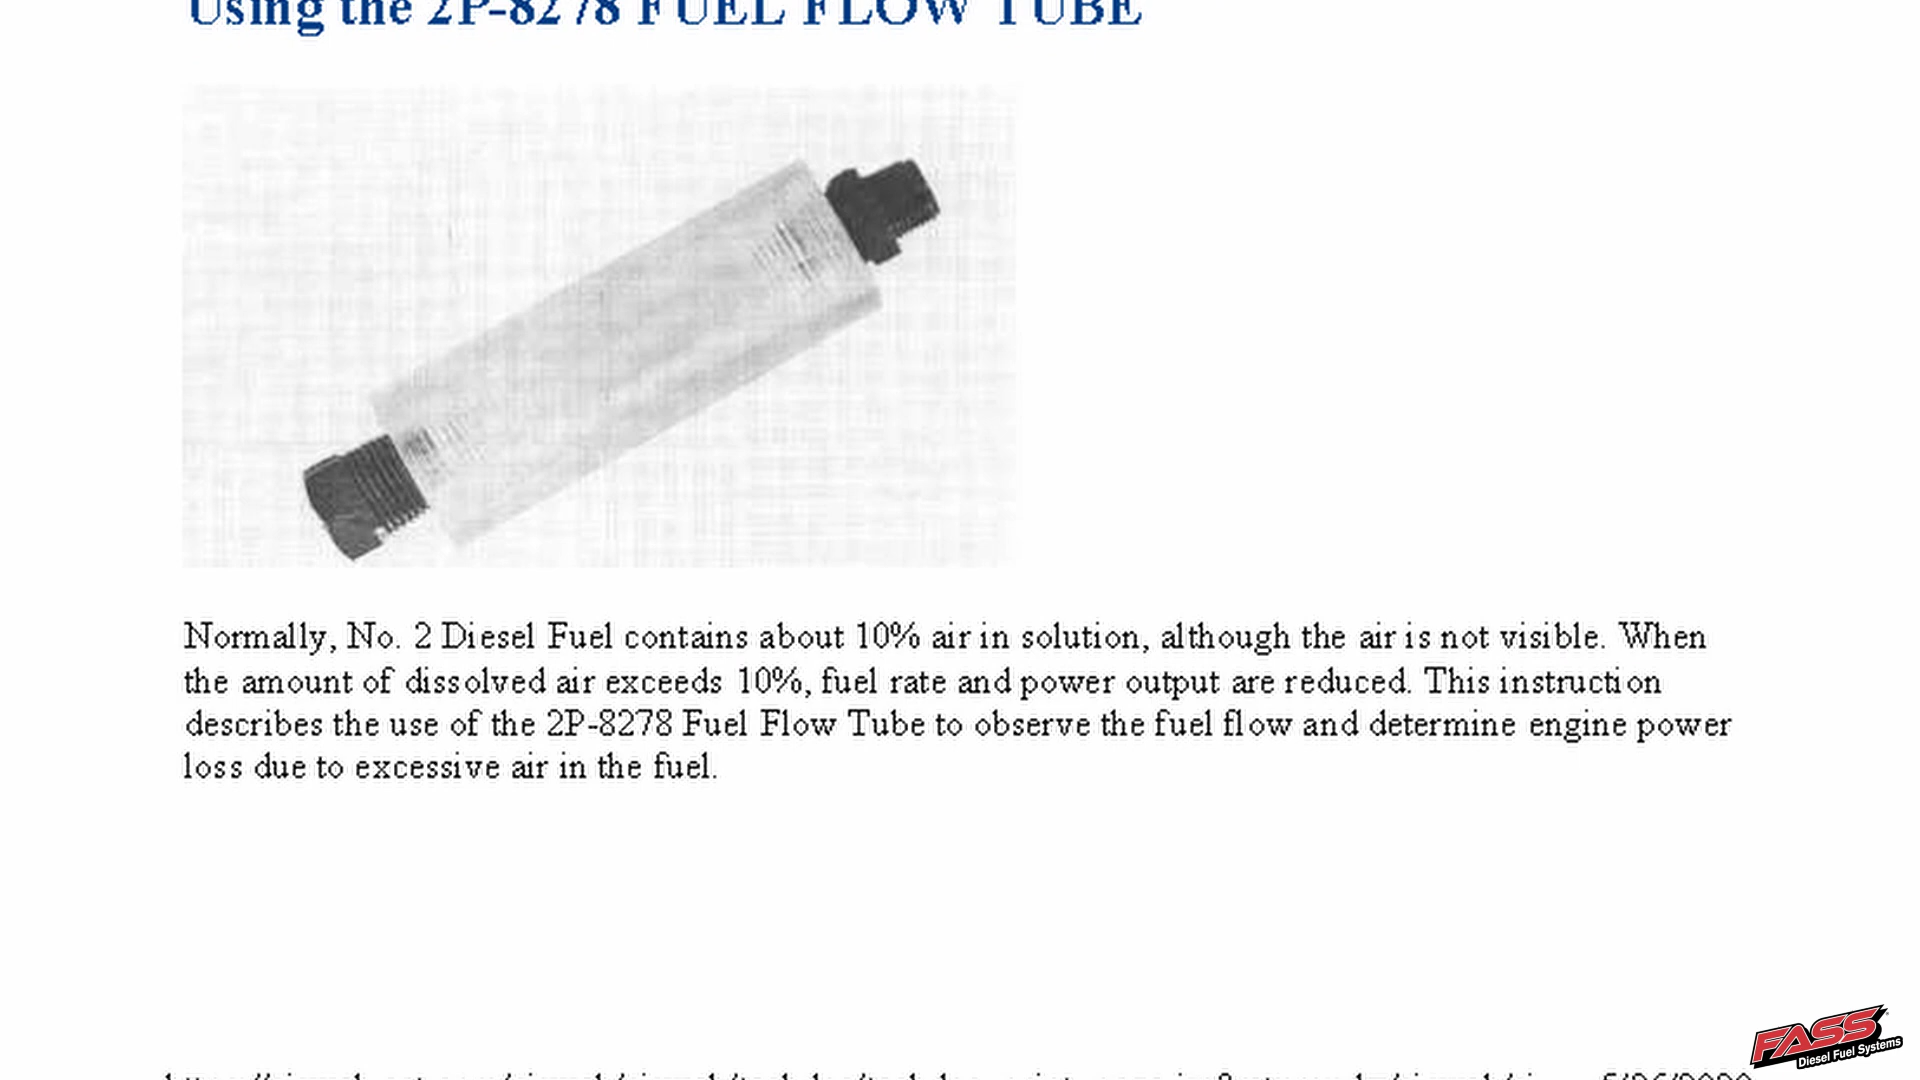 Using the 2P-8278 FUEL FLOW TUBE
Normally, No. 2 Diesel Fuel contains about 10% air in solution, although the air is not visible. When
the amount of dissolved air exceeds 10%, fuel rate and power output are reduced. This instruction
describes the use of the 2P-8278 Fuel Flow Tube to observe the fuel flow and determine engine power
loss due to excessive air in the fuel.
FASS
Diesel Fuel Systems